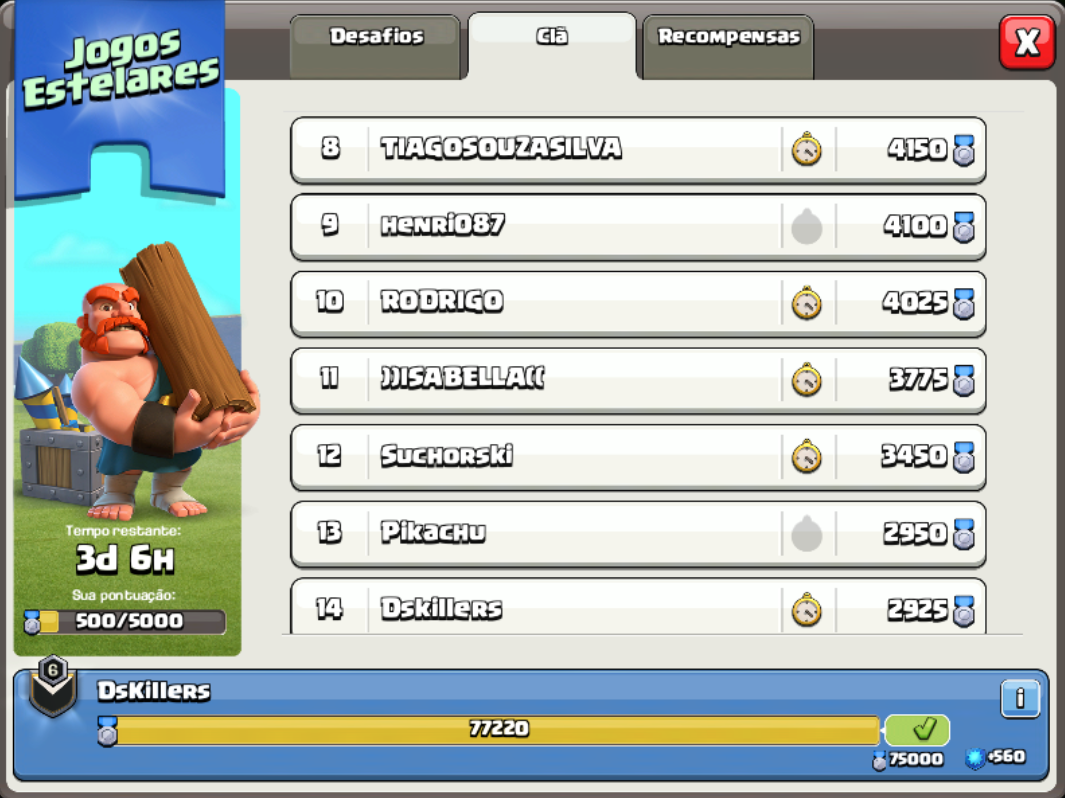 Jogos
Estelares
Desafios
Clã
Recompensas
X
8 TIAGOSOUZASILVA 4150
9 Henri087 4100
10 RODRIGO 4025
11 ))ISABELLA(( 3775
12 Suchorski 3450
13 Pikachu 2950
14 Dskillers 2925
Tempo restante:
3d 6H
Sua pontuação:
500/5000
6
DsKillers
i
77220
75000
+560